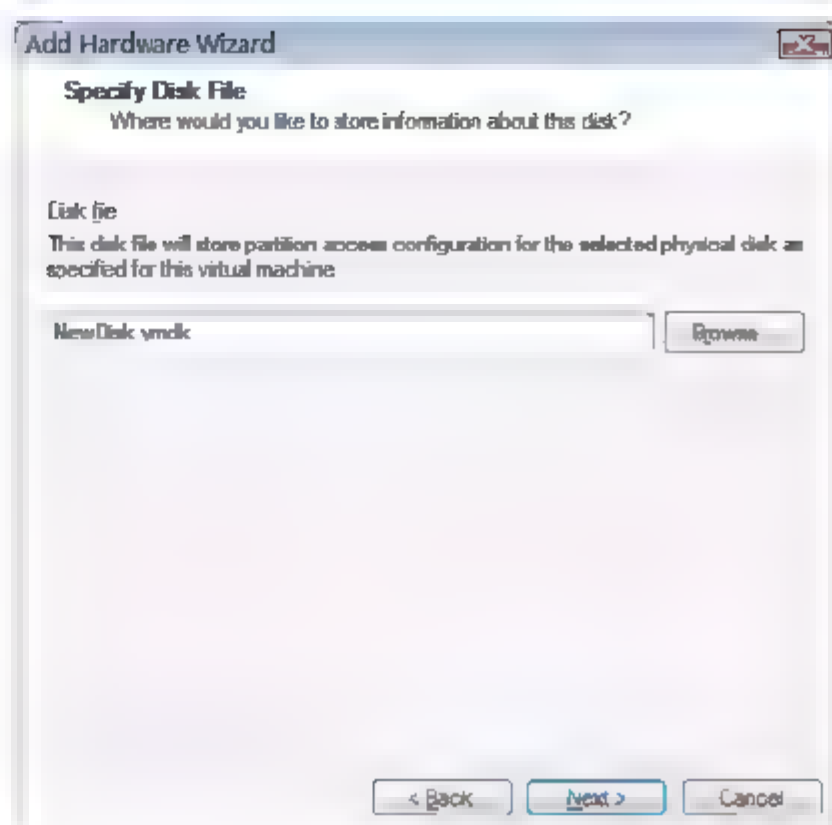 Add Hardware Wizard
Specify Disk File
Where would you like to store information about this disk?
Disk file
This disk file will store partition access configuration for the selected physical disk as
specified for this virtual machine
NewDisk vmdk
Browse
< Back
Next >
Cancel